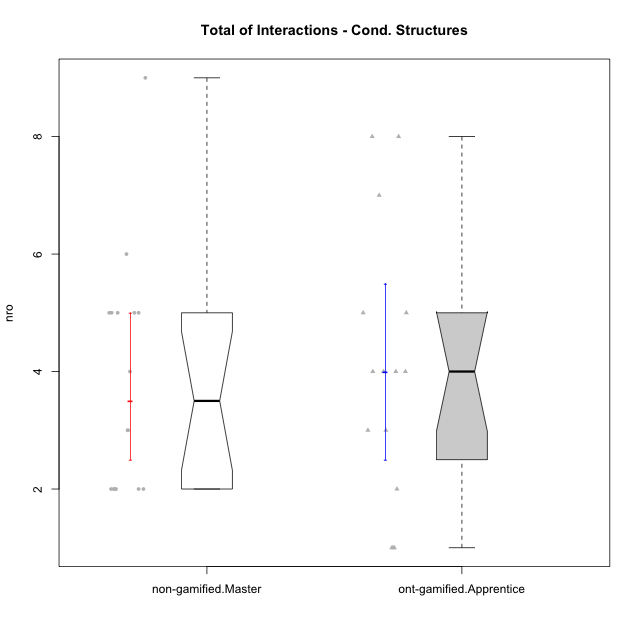 Total of Interactions - Cond. Structures
nro
8
6
4
2
non-gamified.Master ont-gamified.Apprentice